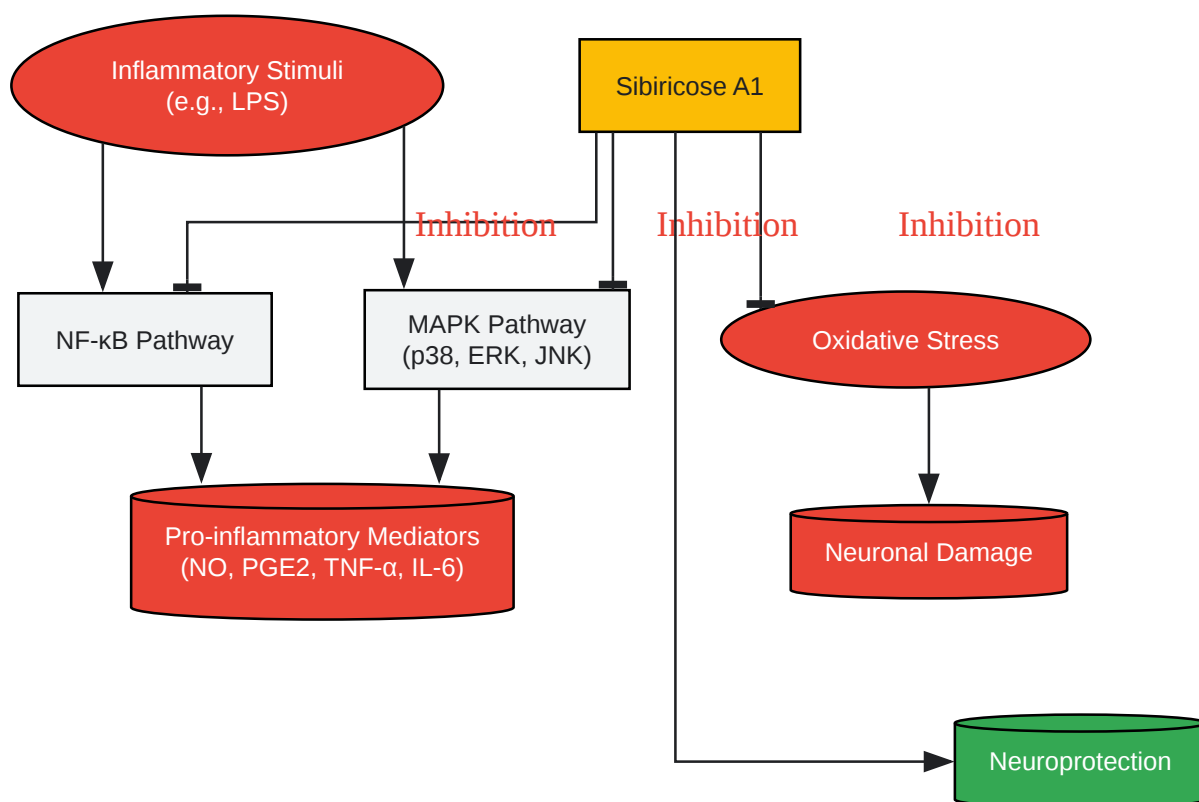 Inflammatory Stimuli
(e.g., LPS)
Sibiricose A1
Inhibition
Inhibition
Inhibition
NF-κB Pathway
MAPK Pathway
(p38, ERK, JNK)
Oxidative Stress
Pro-inflammatory Mediators
(NO, PGE2, TNF-α, IL-6)
Neuronal Damage
Neuroprotection